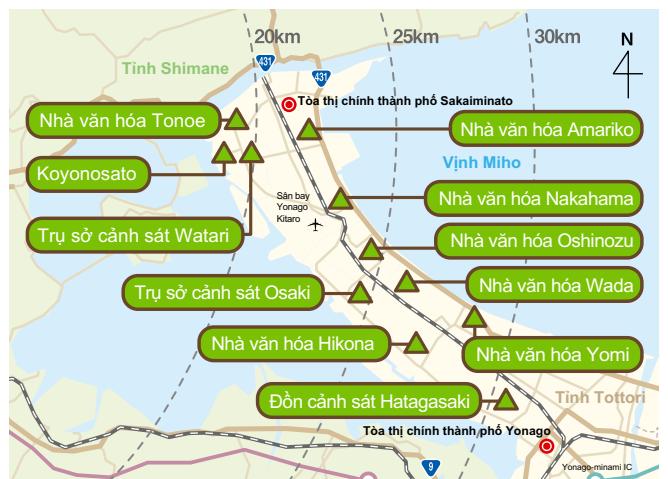 20km
25km
30km
N
431
431
Tỉnh Shimane
Tòa thị chính thành phố Sakaiminato
Nhà văn hóa Tonoe
Nhà văn hóa Amariko
Koyonosato
Vịnh Miho
Sân bay
Yonago
Kitaro
Nhà văn hóa Nakahama
Trụ sở cảnh sát Watari
Nhà văn hóa Oshinozu
Nhà văn hóa Wada
Trụ sở cảnh sát Osaki
Nhà văn hóa Hikona
Nhà văn hóa Yomi
Đồn cảnh sát Hatagasaki
Tỉnh Tottori
Tòa thị chính thành phố Yonago
9
Yonago-minami IC